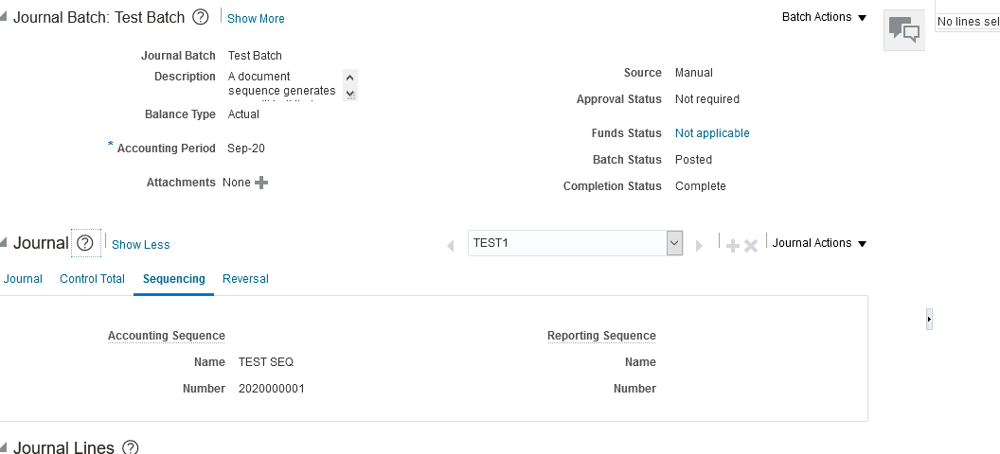 Journal Batch: Test Batch ? Show More Batch Actions
No lines sel
Journal Batch Test Batch
Description A document
sequence generates
Source Manual
Approval Status Not required
Balance Type Actual
Funds Status Not applicable
* Accounting Period Sep-20
Batch Status Posted
Attachments None
Completion Status Complete
Journal ? Show Less TEST1 Journal Actions
Journal Control Total Sequencing Reversal
Accounting Sequence Reporting Sequence
Name TEST SEQ Name
Number 2020000001 Number
Journal Lines ?